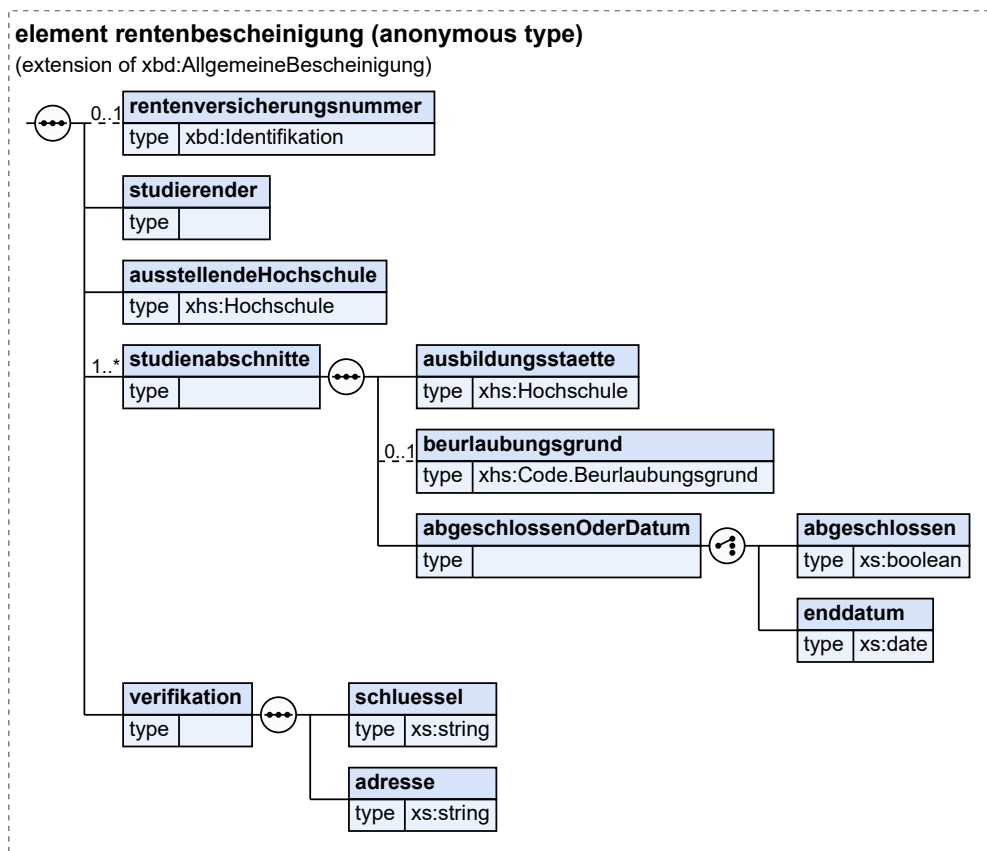 element rentenbescheinigung (anonymous type)
(extension of xbd:AllgemeineBescheinigung)
0..1
rentenversicherungsnummer
type xbd:Identifikation
studierender
type
ausstellendeHochschule
type xhs:Hochschule
1..*
studienabschnitte
type
ausbildungsstaette
type xhs:Hochschule
0..1
beurlaubungsgrund
type xhs:Code.Beurlaubungsgrund
abgeschlossenOderDatum
type
abgeschlossen
type xs:boolean
enddatum
type xs:date
verifikation
type
schluessel
type xs:string
adresse
type xs:string